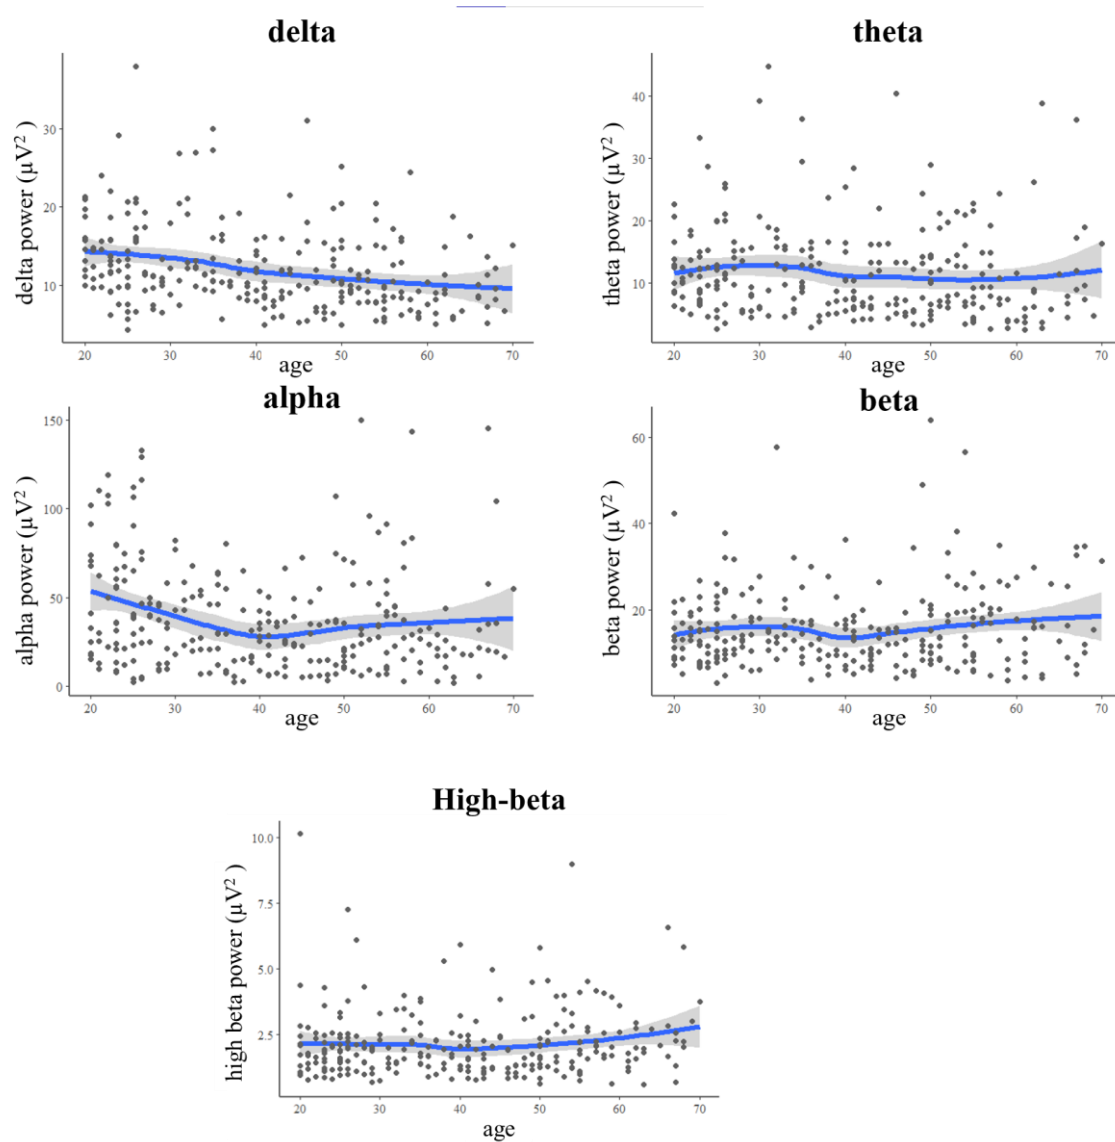 delta
delta power (µV²)
30
20
10
20 30 40 50 60 70
age
theta
theta power (µV²)
40
30
20
10
20 30 40 50 60 70
age
alpha
alpha power (µV²)
150
100
50
0
20 30 40 50 60 70
age
beta
beta power (µV²)
60
40
20
20 30 40 50 60 70
age
High-beta
high beta power (µV²)
10.0
7.5
5.0
2.5
20 30 40 50 60 70
age